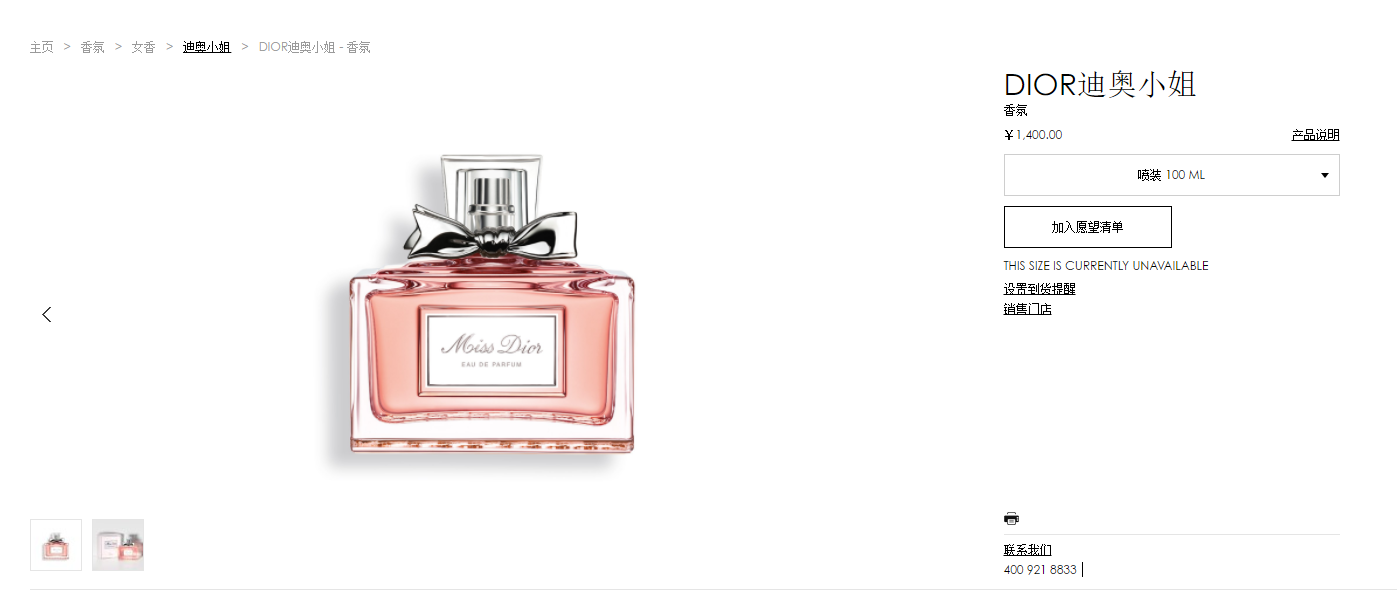 主页 > 香氛 > 女香 > 迪奥小姐 > DIOR迪奥小姐 - 香氛
DIOR迪奥小姐
香氛
￥1,400.00
产品说明
喷装 100 ML
加入愿望清单
THIS SIZE IS CURRENTLY UNAVAILABLE
设置到货提醒
销售门店
Miss Dior
EAU DE PARFUM
联系我们
400 921 8833